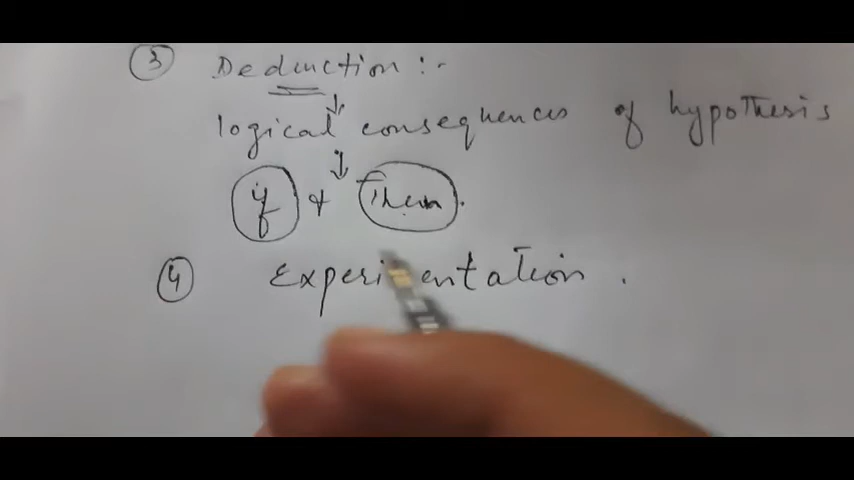 ③ Deduction :-
↓
logical consequences of hypothesis
↓
if & Then.
④ Experimentation .